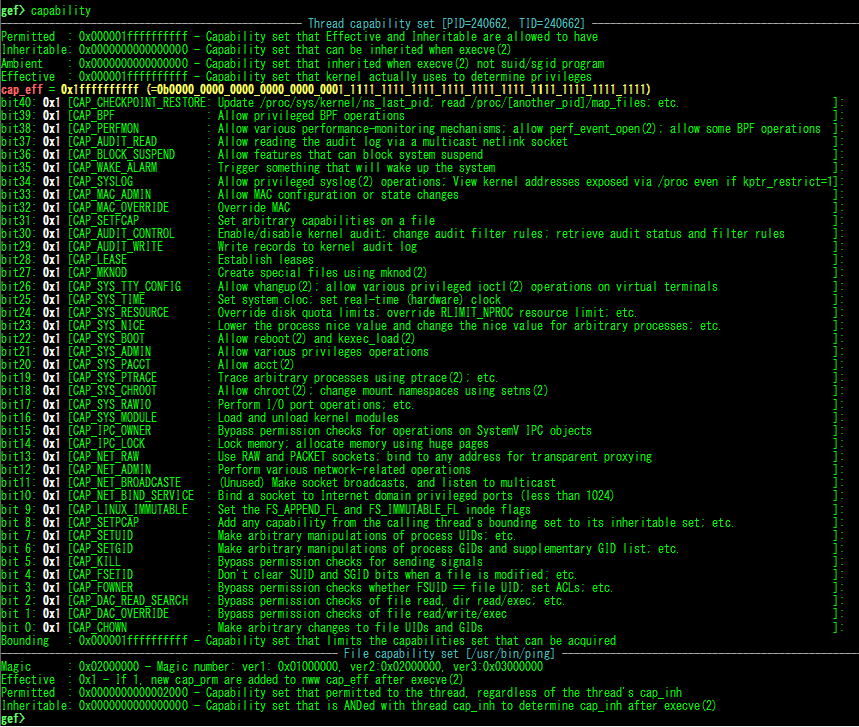 gef> capability
Thread capability set [PID=240662, TID=240662]
Permitted : 0x000001ffffffffff - Capability set that Effective and Inheritable are allowed to have
Inheritable: 0x0000000000000000 - Capability set that can be inherited when execve(2)
Ambient : 0x0000000000000000 - Capability set that inherited when execve(2) not suid/sgid program
Effective : 0x000001ffffffffff - Capability set that kernel actually uses to determine privileges
cap_eff = 0x1ffffffffff (=0b0000_0000_0000_0000_0000_0001_1111_1111_1111_1111_1111_1111_1111_1111_1111_1111)
bit40: 0x1 [CAP_CHECKPOINT_RESTORE: Update /proc/sys/kernel/ns_last_pid; read /proc/[another_pid]/map_files; etc. ]:
bit39: 0x1 [CAP_BPF : Allow privileged BPF operations ]:
bit38: 0x1 [CAP_PERFMON : Allow various performance-monitoring mechanisms; allow perf_event_open(2); allow some BPF operations ]:
bit37: 0x1 [CAP_AUDIT_READ : Allow reading the audit log via a multicast netlink socket ]:
bit36: 0x1 [CAP_BLOCK_SUSPEND : Allow features that can block system suspend ]:
bit35: 0x1 [CAP_WAKE_ALARM : Trigger something that will wake up the system ]:
bit34: 0x1 [CAP_SYSLOG : Allow privileged syslog(2) operations; View kernel addresses exposed via /proc even if kptr_restrict=1]:
bit33: 0x1 [CAP_MAC_ADMIN : Allow MAC configuration or state changes ]:
bit32: 0x1 [CAP_MAC_OVERRIDE : Override MAC ]:
bit31: 0x1 [CAP_SETFCAP : Set arbitrary capabilities on a file ]:
bit30: 0x1 [CAP_AUDIT_CONTROL : Enable/disable kernel audit; change audit filter rules; retrieve audit status and filter rules ]:
bit29: 0x1 [CAP_AUDIT_WRITE : Write records to kernel audit log ]:
bit28: 0x1 [CAP_LEASE : Establish leases ]:
bit27: 0x1 [CAP_MKNOD : Create special files using mknod(2) ]:
bit26: 0x1 [CAP_SYS_TTY_CONFIG : Allow vhangup(2); allow various privileged ioctl(2) operations on virtual terminals ]:
bit25: 0x1 [CAP_SYS_TIME : Set system cloc; set real-time (hardware) clock ]:
bit24: 0x1 [CAP_SYS_RESOURCE : Override disk quota limits; override RLIMIT_NPROC resource limit; etc. ]:
bit23: 0x1 [CAP_SYS_NICE : Lower the process nice value and change the nice value for arbitrary processes; etc. ]:
bit22: 0x1 [CAP_SYS_BOOT : Allow reboot(2) and kexec_load(2) ]:
bit21: 0x1 [CAP_SYS_ADMIN : Allow various privileges operations ]:
bit20: 0x1 [CAP_SYS_PACCT : Allow acct(2) ]:
bit19: 0x1 [CAP_SYS_PTRACE : Trace arbitrary processes using ptrace(2); etc. ]:
bit18: 0x1 [CAP_SYS_CHROOT : Allow chroot(2); change mount namespaces using setns(2) ]:
bit17: 0x1 [CAP_SYS_RAWIO : Perform I/O port operations; etc. ]:
bit16: 0x1 [CAP_SYS_MODULE : Load and unload kernel modules ]:
bit15: 0x1 [CAP_IPC_OWNER : Bypass permission checks for operations on SystemV IPC objects ]:
bit14: 0x1 [CAP_IPC_LOCK : Lock memory; allocate memory using huge pages ]:
bit13: 0x1 [CAP_NET_RAW : Use RAW and PACKET sockets; bind to any address for transparent proxying ]:
bit12: 0x1 [CAP_NET_ADMIN : Perform various network-related operations ]:
bit11: 0x1 [CAP_NET_BROADCASTE : (Unused) Make socket broadcasts, and listen to multicast ]:
bit10: 0x1 [CAP_NET_BIND_SERVICE : Bind a socket to Internet domain privileged ports (less than 1024) ]:
bit 9: 0x1 [CAP_LINUX_IMMUTABLE : Set the FS_APPEND_FL and FS_IMMUTABLE_FL inode flags ]:
bit 8: 0x1 [CAP_SETPCAP : Add any capability from the calling thread's bounding set to its inheritable set; etc. ]:
bit 7: 0x1 [CAP_SETUID : Make arbitrary manipulations of process UIDs; etc. ]:
bit 6: 0x1 [CAP_SETGID : Make arbitrary manipulations of process GIDs and supplementary GID list; etc. ]:
bit 5: 0x1 [CAP_KILL : Bypass permission checks for sending signals ]:
bit 4: 0x1 [CAP_FSETID : Don't clear SUID and SGID bits when a file is modified; etc. ]:
bit 3: 0x1 [CAP_FOWNER : Bypass permission checks whether FSUID == file UID; set ACLs; etc. ]:
bit 2: 0x1 [CAP_DAC_READ_SEARCH : Bypass permission checks of file read, dir read/exec; etc. ]:
bit 1: 0x1 [CAP_DAC_OVERRIDE : Bypass permission checks of file read/write/exec ]:
bit 0: 0x1 [CAP_CHOWN : Make arbitrary changes to file UIDs and GIDs ]:
Bounding : 0x000001ffffffffff - Capability set that limits the capabilities set that can be acquired
File capability set [/usr/bin/ping]
Magic : 0x02000000 - Magic number: ver1: 0x01000000, ver2:0x02000000, ver3:0x03000000
Effective : 0x1 - If 1, new cap_prm are added to nww cap_eff after execve(2)
Permitted : 0x0000000000002000 - Capability set that permitted to the thread, regardless of the thread's cap_inh
Inheritable: 0x0000000000000000 - Capability set that is ANDed with thread cap_inh to determine cap_inh after execve(2)
gef>